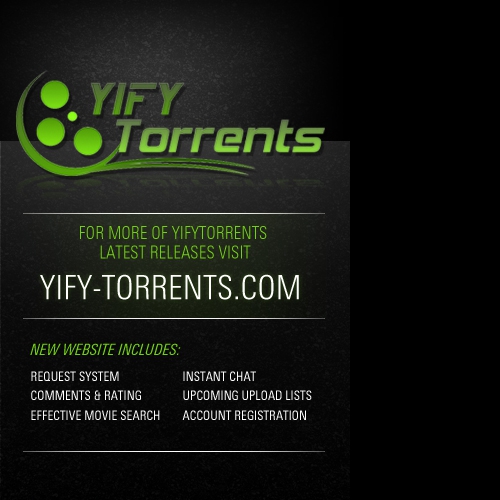 YIFY
Torrents
FOR MORE OF YIFYTORRENTS
LATEST RELEASES VISIT
YIFY-TORRENTS.COM
NEW WEBSITE INCLUDES:
REQUEST SYSTEM
COMMENTS & RATING
EFFECTIVE MOVIE SEARCH
INSTANT CHAT
UPCOMING UPLOAD LISTS
ACCOUNT REGISTRATION